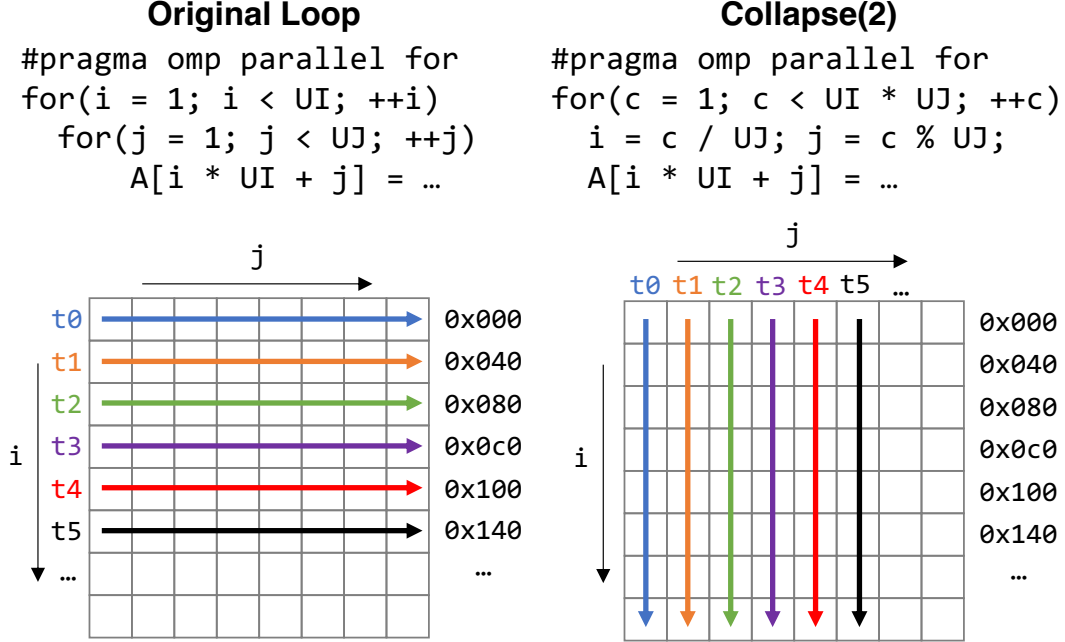 Original Loop
#pragma omp parallel for
for(i = 1; i < UI; ++i)
for(j = 1; j < UJ; ++j)
A[i * UI + j] = …
j
t0
0x000
t1
0x040
t2
0x080
t3
0x0c0
i
t4
0x100
t5
0x140
…
…
Collapse(2)
#pragma omp parallel for
for(c = 1; c < UI * UJ; ++c)
i = c / UJ; j = c % UJ;
A[i * UI + j] = …
j
t0 t1 t2 t3 t4 t5 …
0x000
0x040
0x080
0x0c0
i
0x100
0x140
…